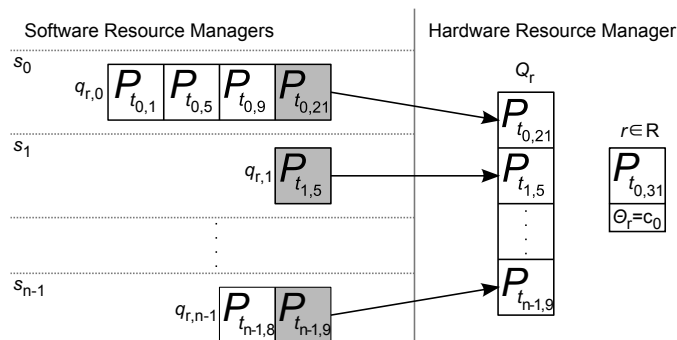 Software Resource Managers
Hardware Resource Manager
s0
qr,0 Pt0,1 Pt0,5 Pt0,9 Pt0,21
Qr
Pt0,21
s1
qr,1 Pt1,5
Pt1,5
r∈R
Pt0,31
Θr=c0
sn-1
qr,n-1 Ptn-1,8 Ptn-1,9
Ptn-1,9